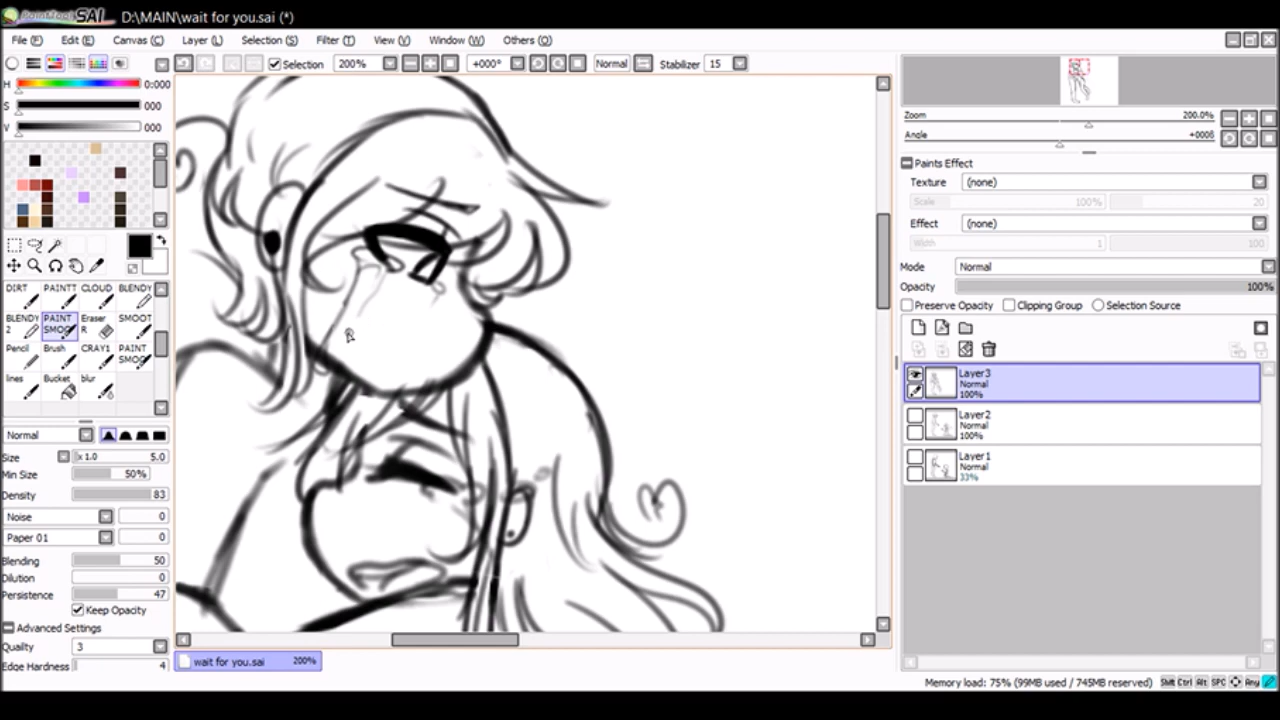 PaintTool SAI D:\MAIN\wait for you.sai (*)
File (F) Edit (E) Canvas (C) Layer (L) Selection (S) Filter (T) View (V) Window (W) Others (O)
Selection 200% +000° Normal Stabilizer 15
H 0:000
S 000
V 000
Zoom 200.0%
Angle +0006
Paints Effect
Texture (none)
Scale 100% 20
Effect (none)
Width 1 100
Mode Normal
Opacity 100%
Preserve Opacity Clipping Group Selection Source
DIRT PAINTT CLOUD BLENDY
BLENDY 2 PAINT SMOO Eraser R SMOOT
Pencil Brush CRAY1 PAINT SMOO
lines Bucket blur
Layer3
Normal
100%
Layer2
Normal
100%
Layer1
Normal
33%
Normal
Size x 1.0 5.0
Min Size 50%
Density 83
Noise 0
Paper 01 0
Blending 50
Dilution 0
Persistence 47
Keep Opacity
Advanced Settings
Quality 3
Edge Hardness 4
wait for you.sai 200%
Memory load: 75% (99MB used / 745MB reserved) Shift Ctrl Alt SPC Any